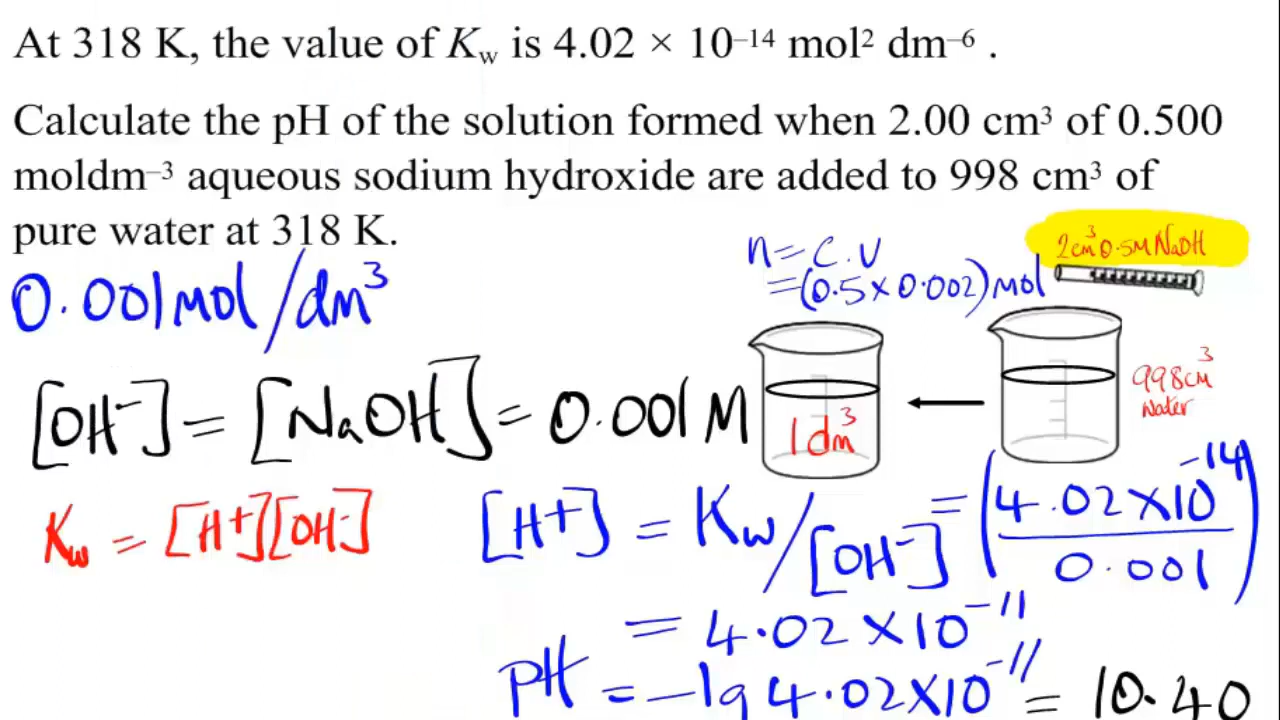 At 318 K, the value of Kw is 4.02 × 10⁻¹⁴ mol² dm⁻⁶ .
Calculate the pH of the solution formed when 2.00 cm³ of 0.500
moldm⁻³ aqueous sodium hydroxide are added to 998 cm³ of
pure water at 318 K.
2cm³ 0.5M NaOH
n = C.V
= (0.5 × 0.002) mol
0.001 mol/dm³
998cm³
water
[OH⁻] = [NaOH] = 0.001 M
1dm³
Kw = [H+][OH⁻]
[H+] = Kw/[OH⁻] = (4.02 × 10⁻¹⁴ / 0.001)
= 4.02 × 10⁻¹¹
pH = -lg 4.02 × 10⁻¹¹ = 10.40